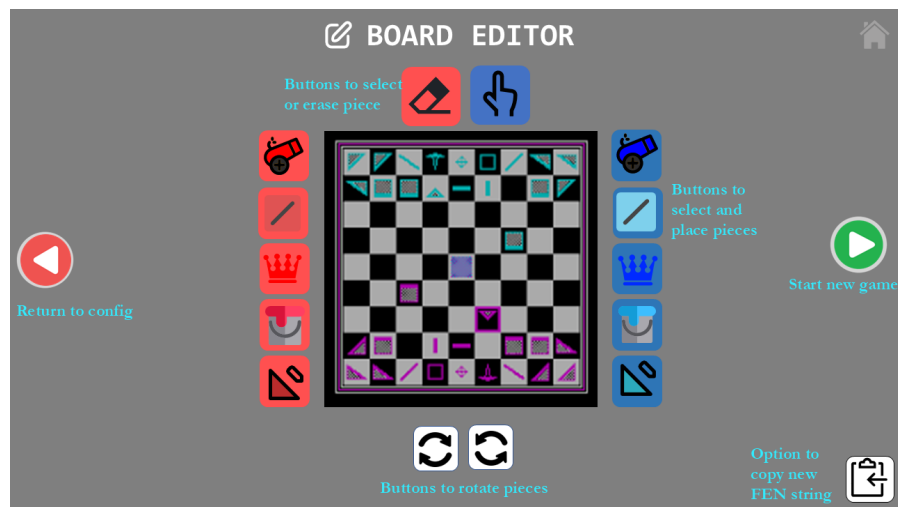 BOARD EDITOR
Buttons to select
or erase piece
Buttons to
select and
place pieces
Return to config
Start new game
Buttons to rotate pieces
Option to
copy new
FEN string